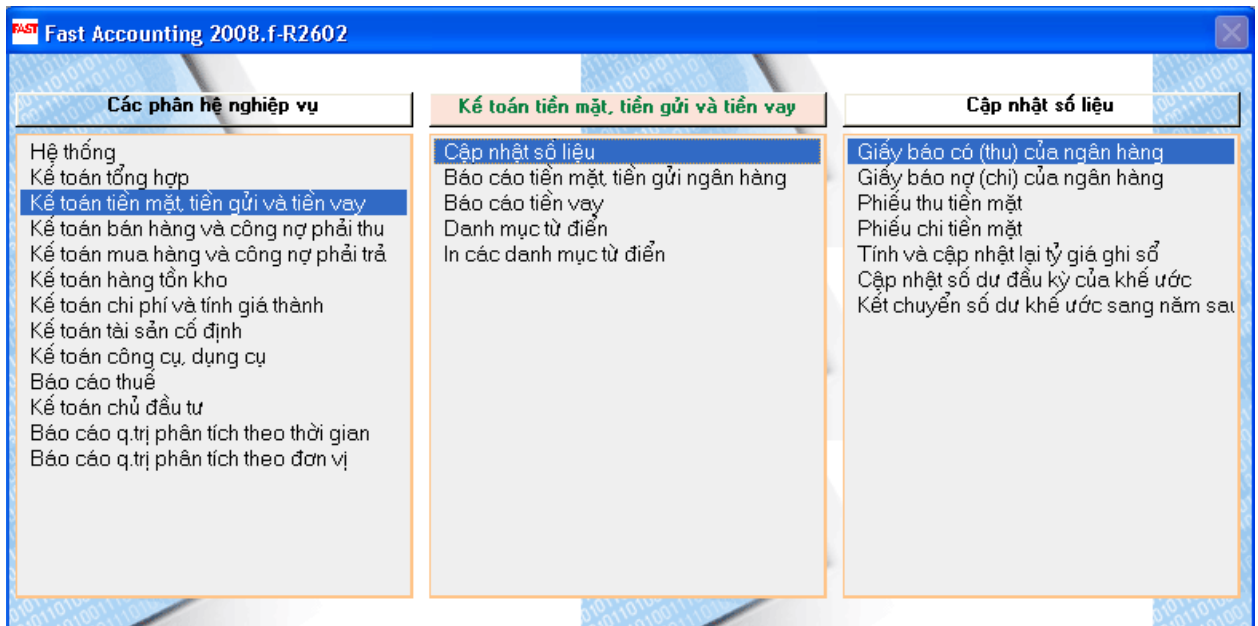 FAST Fast Accounting 2008.f-R2602
Các phân hệ nghiệp vụ
Hệ thống
Kế toán tổng hợp
Kế toán tiền mặt, tiền gửi và tiền vay
Kế toán bán hàng và công nợ phải thu
Kế toán mua hàng và công nợ phải trả
Kế toán hàng tồn kho
Kế toán chi phí và tính giá thành
Kế toán tài sản cố định
Kế toán công cụ, dụng cụ
Báo cáo thuế
Kế toán chủ đầu tư
Báo cáo q.trị phân tích theo thời gian
Báo cáo q.trị phân tích theo đơn vị
Kế toán tiền mặt, tiền gửi và tiền vay
Cập nhật số liệu
Báo cáo tiền mặt, tiền gửi ngân hàng
Báo cáo tiền vay
Danh mục từ điển
In các danh mục từ điển
Cập nhật số liệu
Giấy báo có (thu) của ngân hàng
Giấy báo nợ (chi) của ngân hàng
Phiếu thu tiền mặt
Phiếu chi tiền mặt
Tính và cập nhật lại tỷ giá ghi sổ
Cập nhật số dư đầu kỳ của khế ước
Kết chuyển số dư khế ước sang năm sau